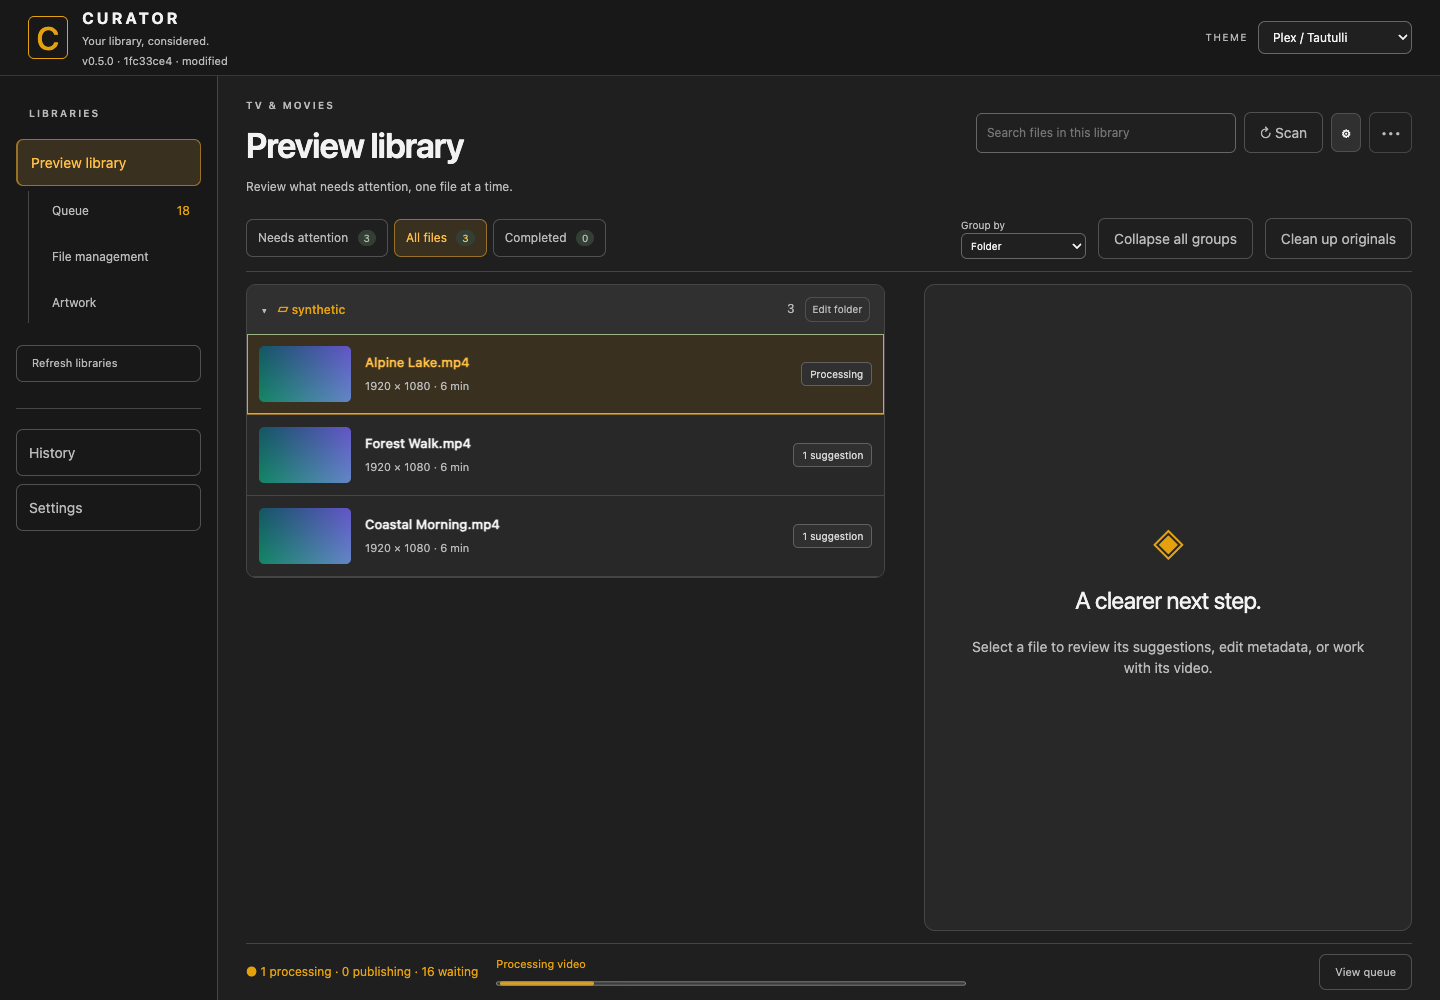 C
CURATOR
Your library, considered.
v0.5.0 · 1fc33ce4 · modified
THEME
Plex / Tautulli
LIBRARIES
Preview library
Queue 18
File management
Artwork
Refresh libraries
History
Settings
TV & MOVIES
Preview library
Review what needs attention, one file at a time.
Search files in this library
↻ Scan
Needs attention 3
All files 3
Completed 0
Group by
Folder
Collapse all groups
Clean up originals
synthetic
3
Edit folder
Alpine Lake.mp4
1920 × 1080 · 6 min
Processing
Forest Walk.mp4
1920 × 1080 · 6 min
1 suggestion
Coastal Morning.mp4
1920 × 1080 · 6 min
1 suggestion
A clearer next step.
Select a file to review its suggestions, edit metadata, or work
with its video.
1 processing · 0 publishing · 16 waiting
Processing video
View queue